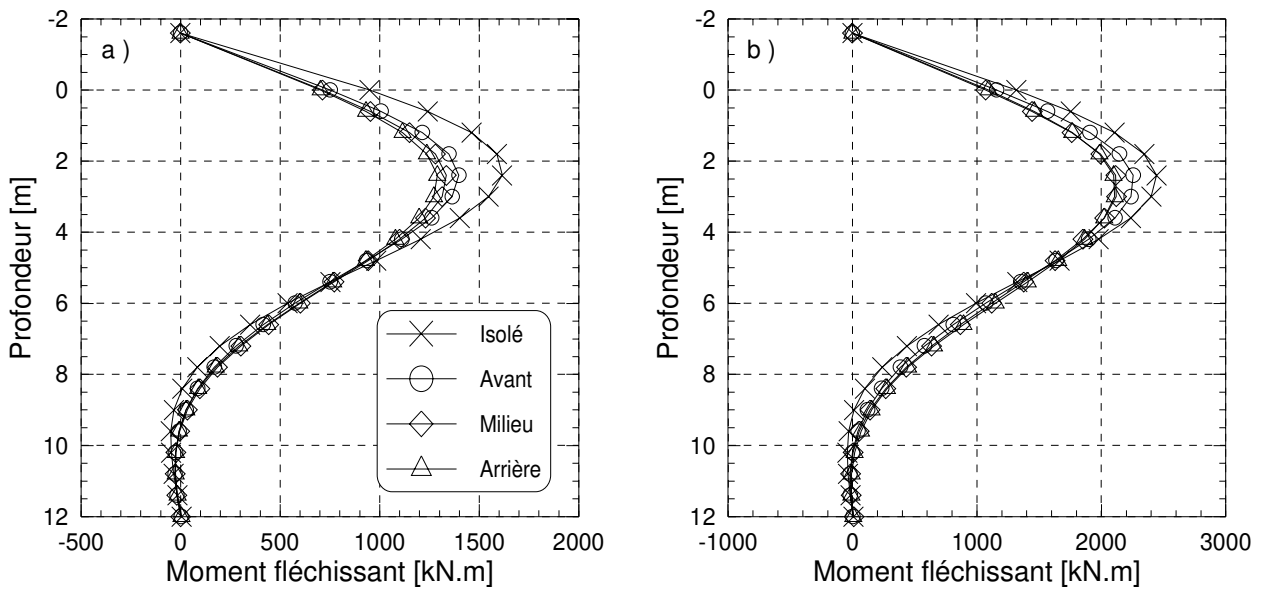 -2
0
2
4
6
8
10
12
Profondeur [m]
a )
Isolé
Avant
Milieu
Arrière
-500
0
500
1000
1500
2000
Moment fléchissant [kN.m]
-2
0
2
4
6
8
10
12
Profondeur [m]
b )
-1000
0
1000
2000
3000
Moment fléchissant [kN.m]